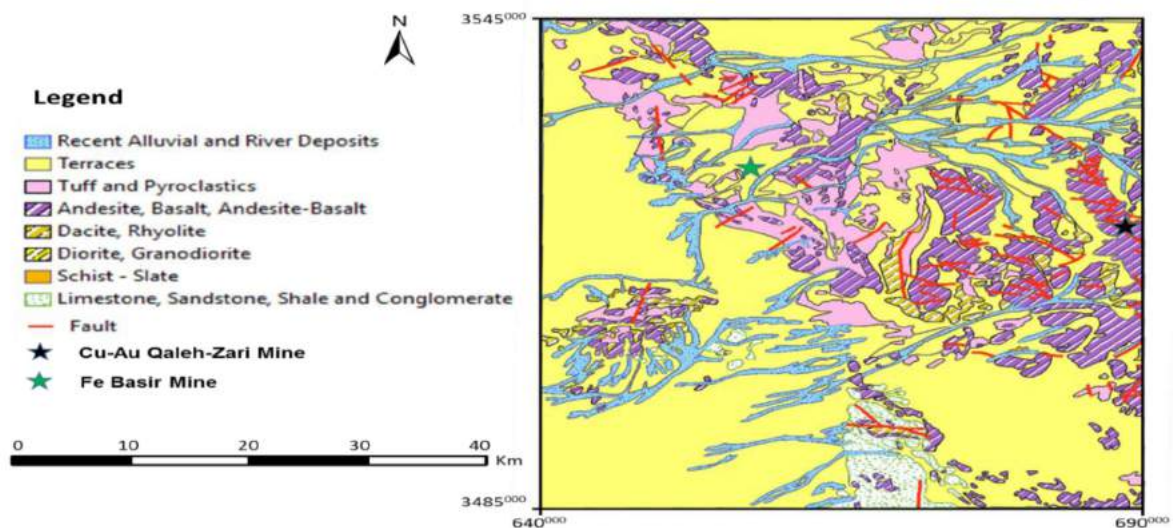 N
3545⁰⁰⁰
Legend
Recent Alluvial and River Deposits
Terraces
Tuff and Pyroclastics
Andesite, Basalt, Andesite-Basalt
Dacite, Rhyolite
Diorite, Granodiorite
Schist - Slate
Limestone, Sandstone, Shale and Conglomerate
Fault
Cu-Au Qaleh-Zari Mine
Fe Basir Mine
0 10 20 30 40
Km
3485⁰⁰⁰
640⁰⁰⁰ 690⁰⁰⁰